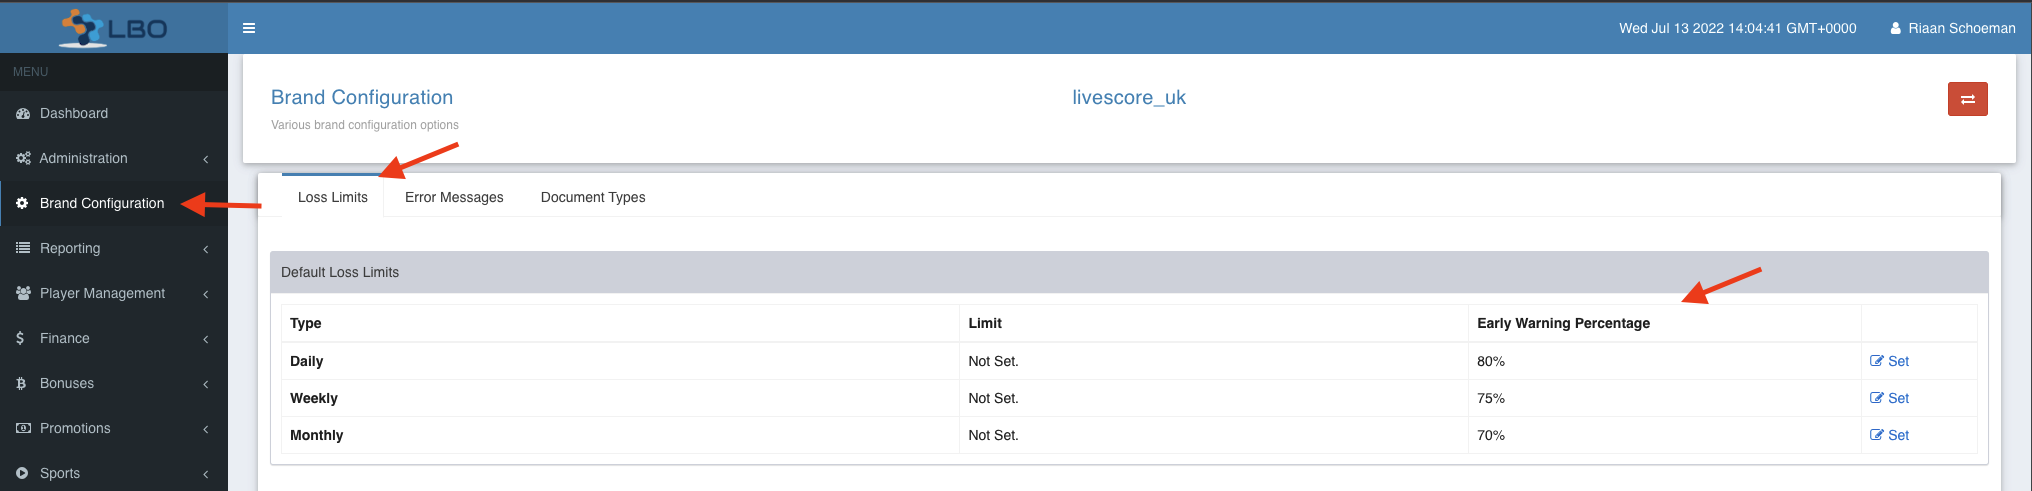 LBO
Wed Jul 13 2022 14:04:41 GMT+0000
Riaan Schoeman
MENU
Dashboard
Administration
Brand Configuration
Reporting
Player Management
Finance
Bonuses
Promotions
Sports
Brand Configuration
livescore_uk
Various brand configuration options
Loss Limits Error Messages Document Types
Default Loss Limits
Type Limit Early Warning Percentage
Daily Not Set. 80% Set
Weekly Not Set. 75% Set
Monthly Not Set. 70% Set